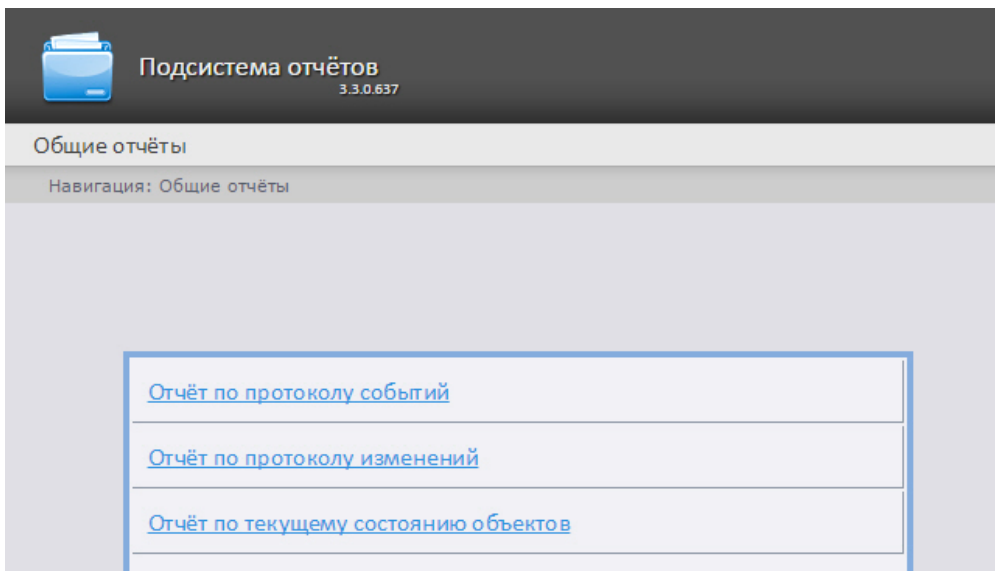 Подсистема отчётов
3.3.0.637
Общие отчёты
Навигация: Общие отчёты
Отчёт по протоколу событий
Отчёт по протоколу изменений
Отчёт по текущему состоянию объектов